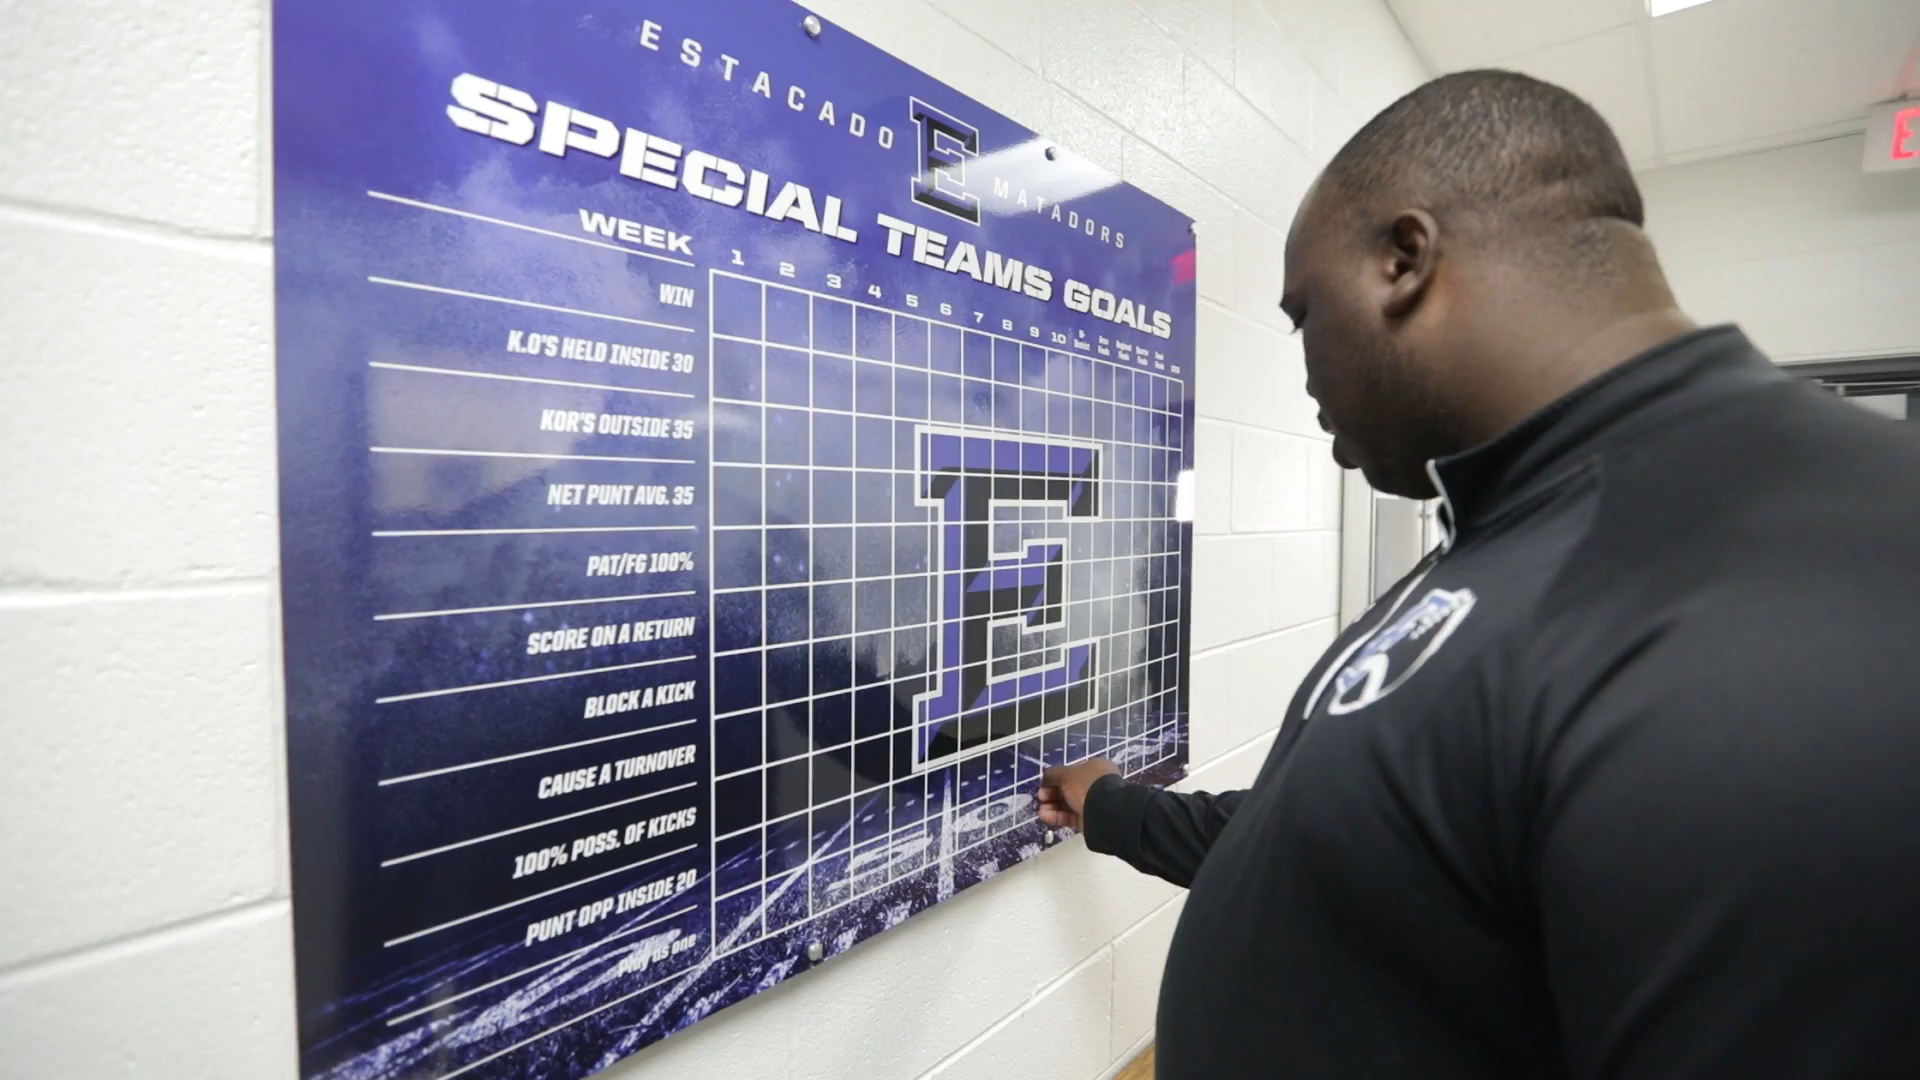 ESTACADO E MATADORS
SPECIAL TEAMS GOALS
WEEK 1 2 3 4 5 6 7 8 9 10
WIN
K.O'S HELD INSIDE 30
KOR'S OUTSIDE 35
NET PUNT AVG. 35
PAT/FG 100%
SCORE ON A RETURN
BLOCK A KICK
CAUSE A TURNOVER
100% POSS. OF KICKS
PUNT OPP INSIDE 20
Play as one
E
E